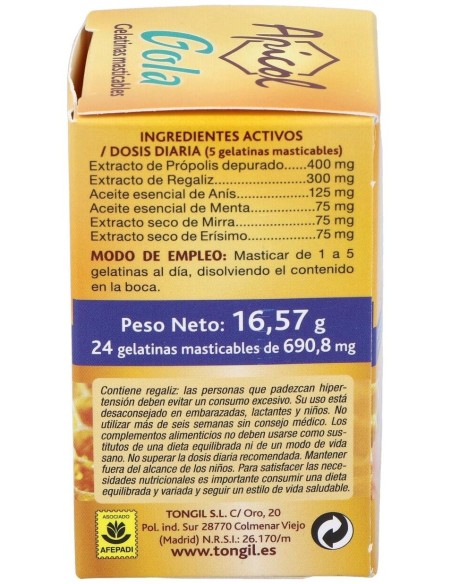 Apicol
Gola
Gelatinas masticables
INGREDIENTES ACTIVOS
/ DOSIS DIARIA (5 gelatinas masticables)
Extracto de Própolis depurado......400 mg
Extracto de Regaliz........................300 mg
Aceite esencial de Anís..................125 mg
Aceite esencial de Menta................75 mg
Extracto seco de Mirra....................75 mg
Extracto seco de Erísimo................75 mg
MODO DE EMPLEO: Masticar de 1 a 5
gelatinas al día, disolviendo el contenido
en la boca.
Peso Neto: 16,57 g
24 gelatinas masticables de 690,8 mg
Contiene regaliz: las personas que padezcan hiper-
tensión deben evitar un consumo excesivo. Su uso está
desaconsejado en embarazadas, lactantes y niños. No
utilizar más de seis semanas sin consejo médico. Los
complementos alimenticios no deben usarse como sus-
titutos de una dieta equilibrada ni de un modo de vida
sano. No superar la dosis diaria recomendada. Mantener
fuera del alcance de los niños. Para satisfacer las nece-
sidades nutricionales es importante consumir una dieta
equilibrada y variada y seguir un estilo de vida saludable.
ASOCIADO
AFEPADI
TONGIL S.L. C/ Oro, 20
Pol. ind. Sur 28770 Colmenar Viejo
(Madrid) N.R.S.I.: 26.170/m
www.tongil.es